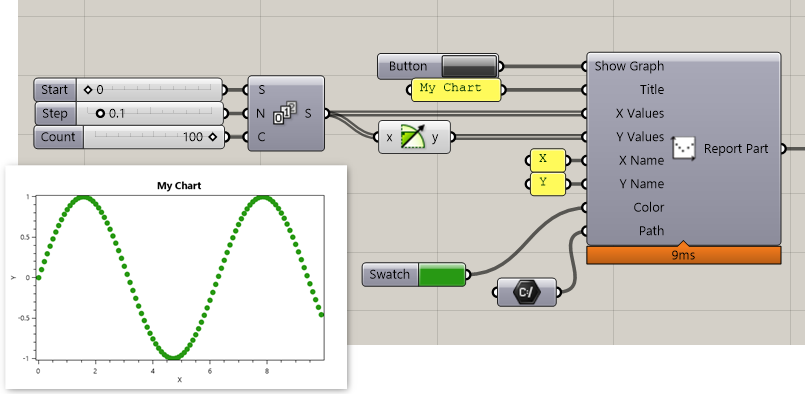 Button
Show Graph
Start
0
S
My Chart
Title
Step
0.1
N
S
X Values
Count
100
C
x
y
Y Values
X
X Name
Report Part
Y
Y Name
Color
Path
9ms
Swatch
C:/
My Chart
1
0.5
0
-0.5
-1
Y
0
2
4
6
8
X